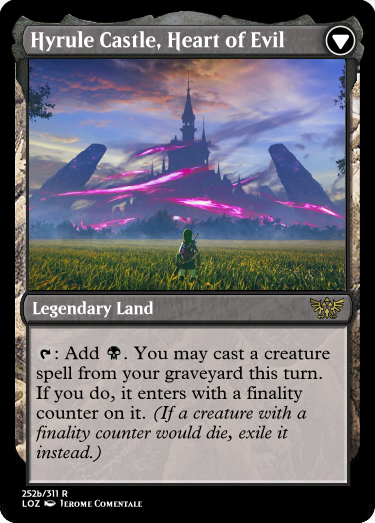 Hyrule Castle, Heart of Evil
Legendary Land
: Add . You may cast a creature
spell from your graveyard this turn.
If you do, it enters with a finality
counter on it. (If a creature with a
finality counter would die, exile it
instead.)
252b/311 R
LOZ Jerome Comentale